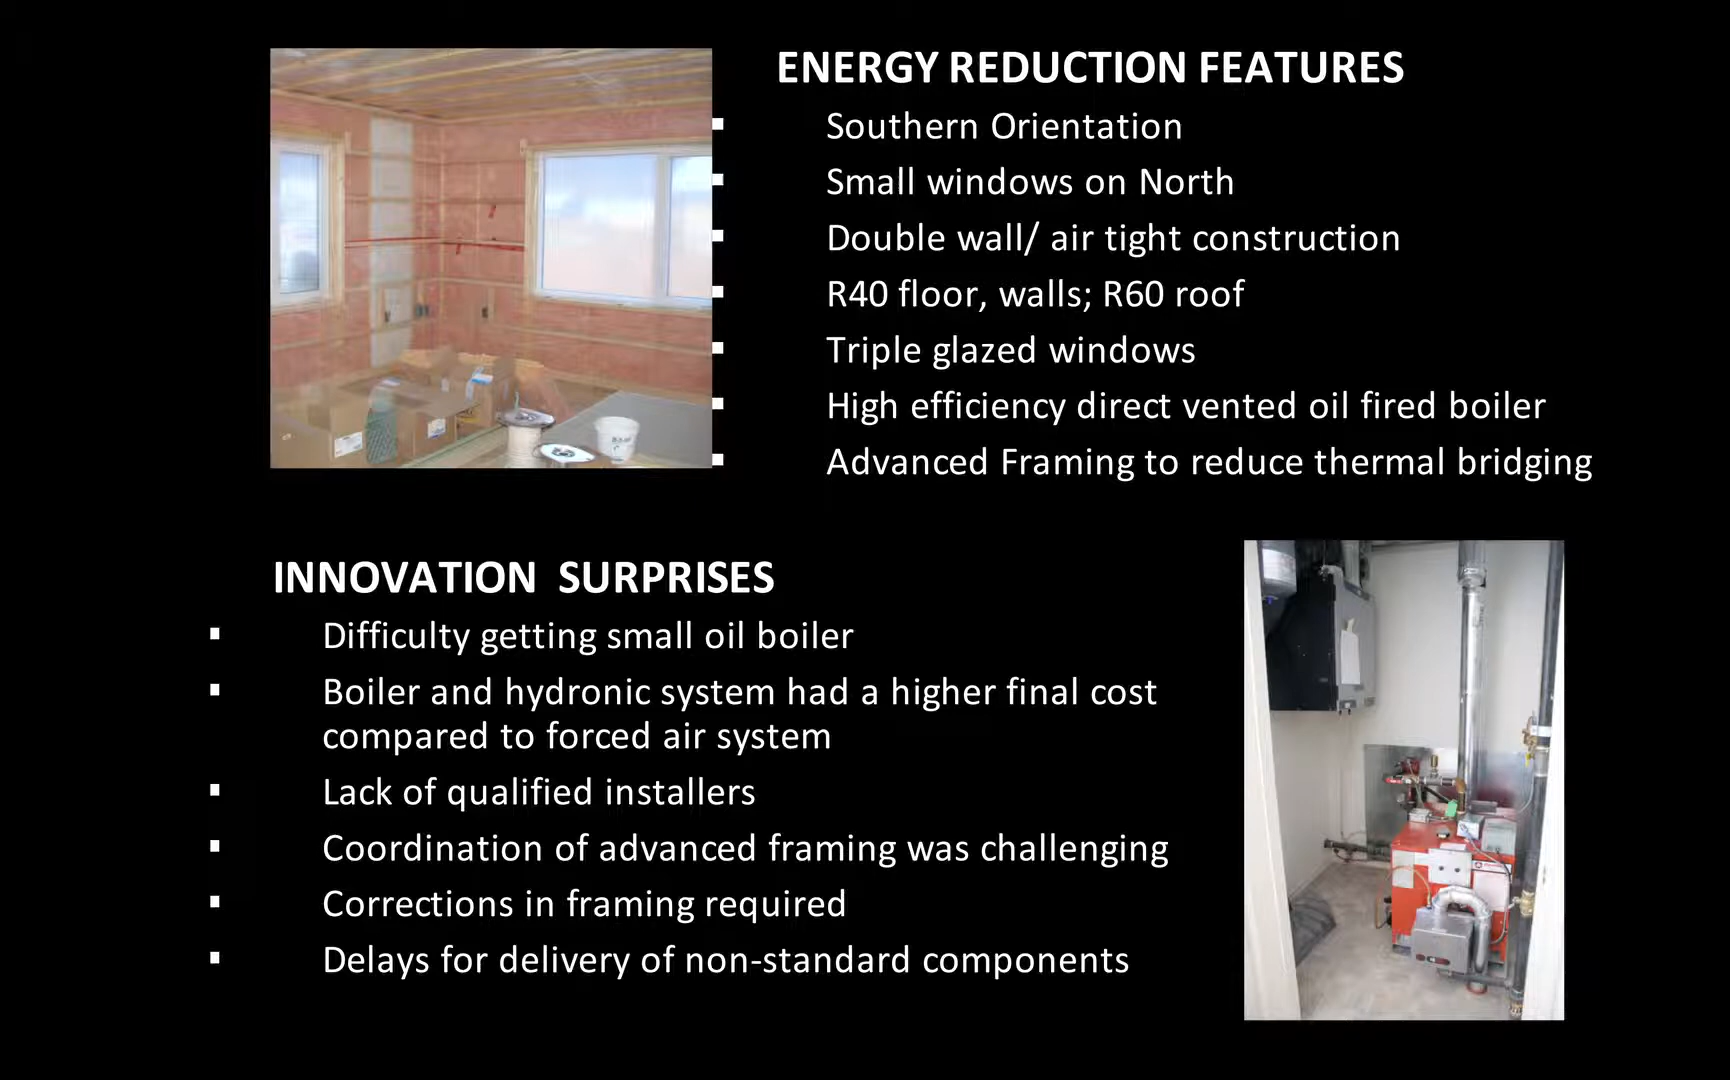 ENERGY REDUCTION FEATURES
Southern Orientation
Small windows on North
Double wall/ air tight construction
R40 floor, walls; R60 roof
Triple glazed windows
High efficiency direct vented oil fired boiler
Advanced Framing to reduce thermal bridging
INNOVATION SURPRISES
Difficulty getting small oil boiler
Boiler and hydronic system had a higher final cost
compared to forced air system
Lack of qualified installers
Coordination of advanced framing was challenging
Corrections in framing required
Delays for delivery of non-standard components